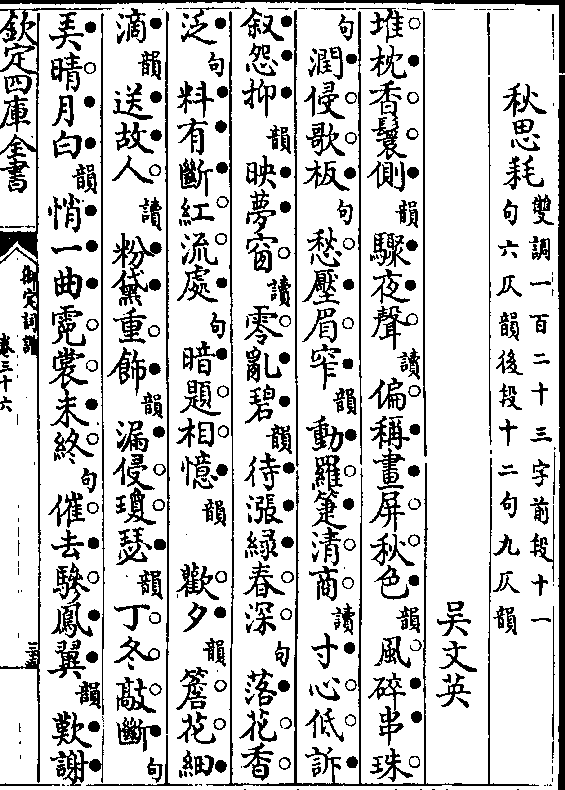 秋思耗雙調一百二十三字前段十一
句六仄韻後段十二句九仄韻
吳文英
堆枕香鬟側韻驟夜聲讀偏稱畫屏秋色韻風碎串珠
句潤侵歌板句愁壓眉窄韻動羅箑清商讀寸心低訴
叙怨抑韻映夢窗讀零亂碧韻待漲綠春深句落花香
泛句料有斷紅流處句暗題相憶韻 歡夕韻簷花細
滴韻送故人讀粉黛重飾韻漏侵瓊瑟韻丁冬敲斷句
弄晴月白韻悄一曲霓裳未終句催去驂鳳翼韻歎謝
欽定四庫全書
御定詞譜
卷三十六